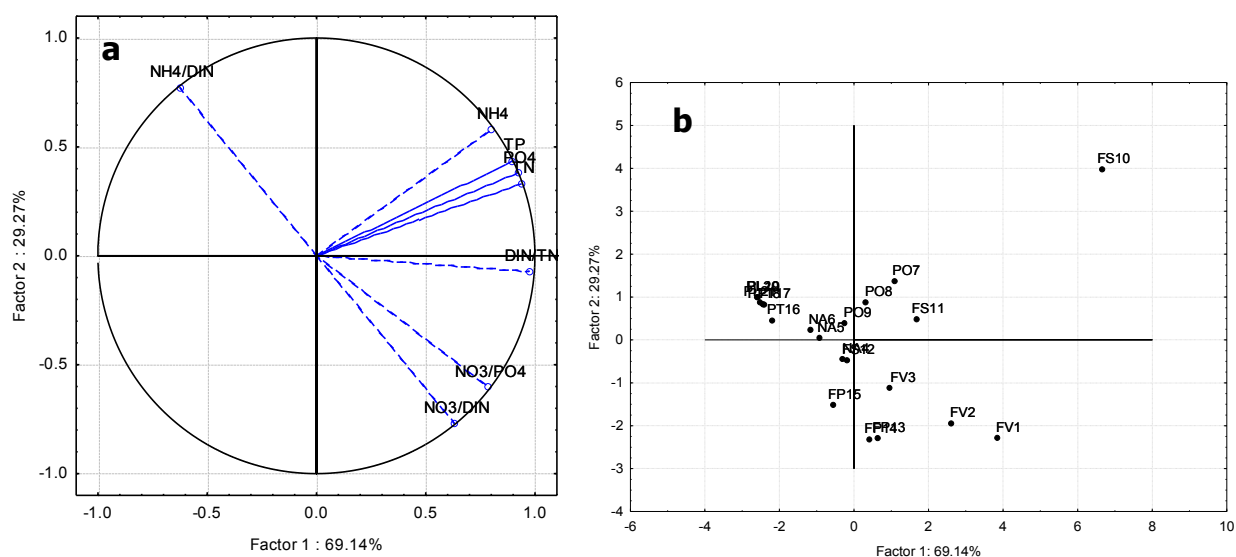 a
1.0
0.5
0.0
-0.5
-1.0
-1.0
-0.5
0.0
0.5
1.0
Factor 2 : 29.27%
Factor 1 : 69.14%
NH4/DIN
NH4
TP
PO4
TN
DIN/TN
NO3/PO4
NO3/DIN
b
6
5
4
3
2
1
0
-1
-2
-3
-4
-6
-4
-2
0
2
4
6
8
10
Factor 2: 29.27%
Factor 1: 69.14%
FS10
PO7
PO8
PO9
FS11
PT16
NA6
NA5
NA4
FS12
FV3
FP15
FV2
FV1
FP14
FP13